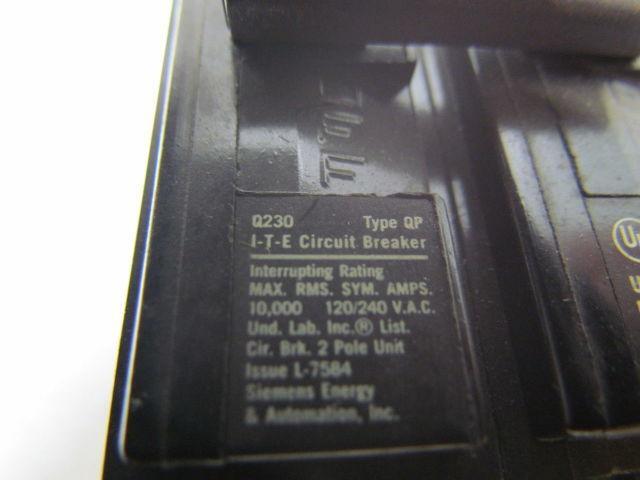 Q230 Type QP
I-T-E Circuit Breaker
Interrupting Rating
MAX. RMS. SYM. AMPS.
10,000 120/240 V.A.C.
Und. Lab. Inc.® List.
Cir. Brk. 2 Pole Unit
Issue L-7584
Siemens Energy
& Automation, Inc.